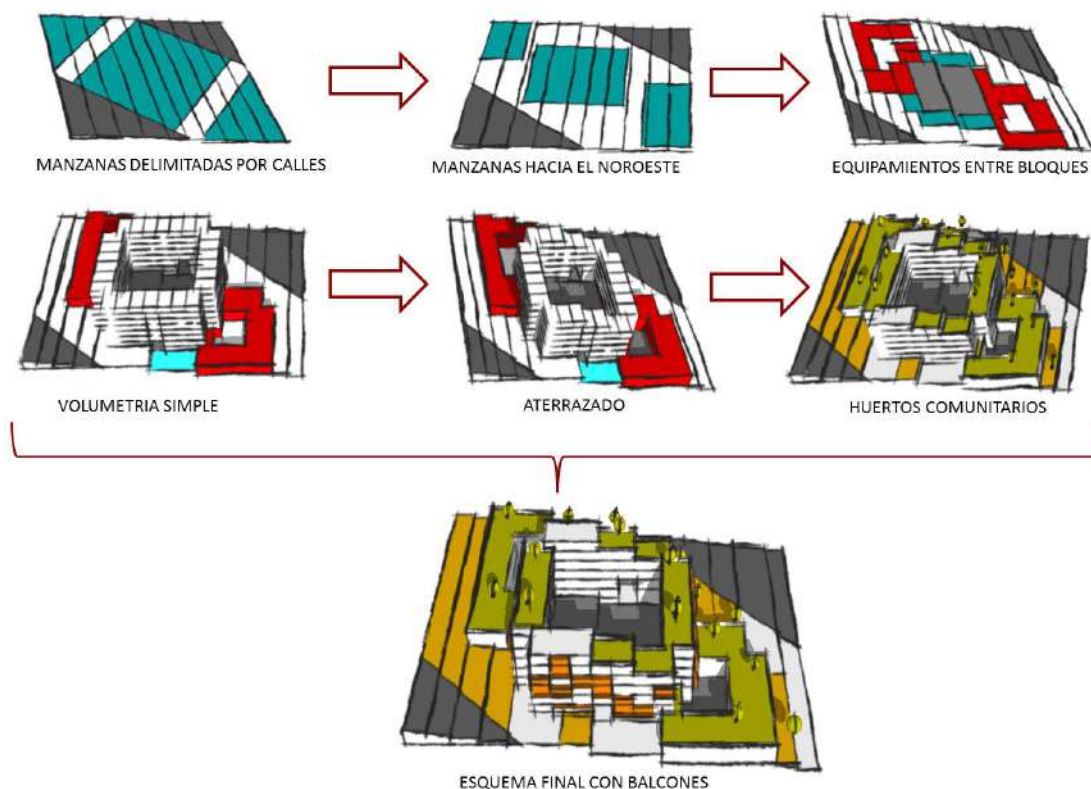 MANZANAS DELIMITADAS POR CALLES
MANZANAS HACIA EL NOROESTE
EQUIPAMIENTOS ENTRE BLOQUES
VOLUMETRIA SIMPLE
ATERRAZADO
HUERTOS COMUNITARIOS
ESQUEMA FINAL CON BALCONES